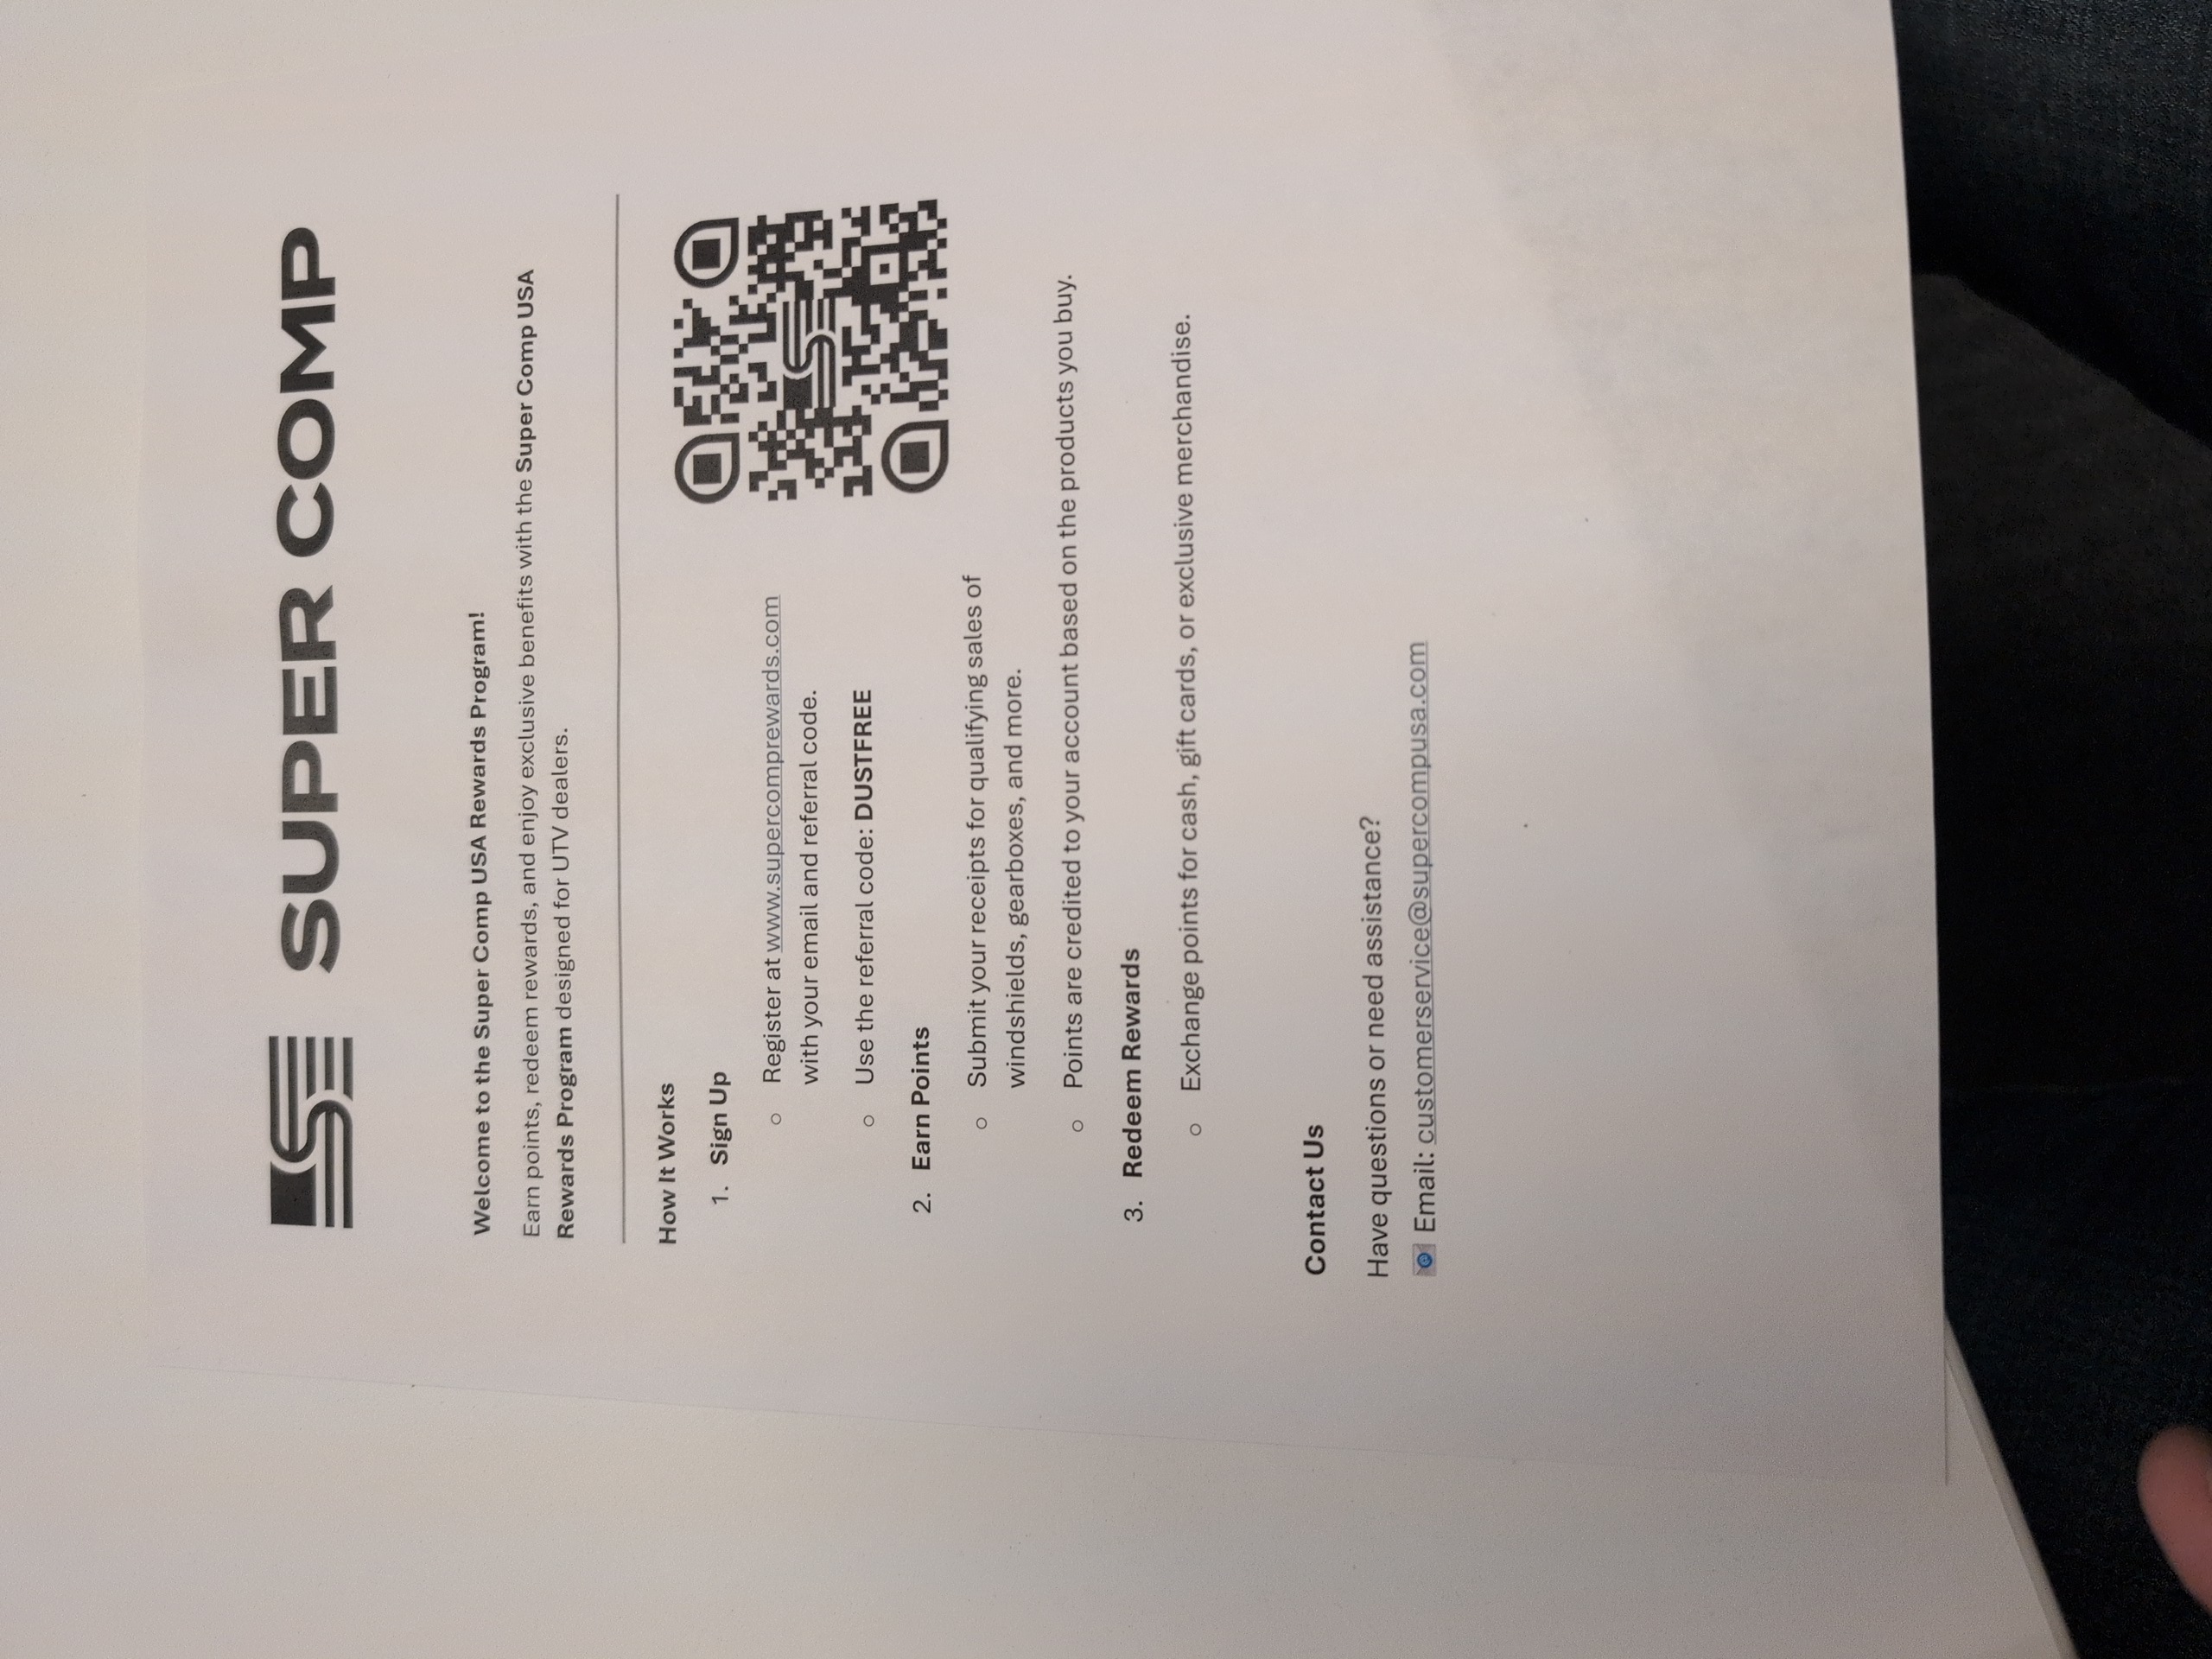 SUPER COMP
Welcome to the Super Comp USA Rewards Program!
Earn points, redeem rewards, and enjoy exclusive benefits with the Super Comp USA
Rewards Program designed for UTV dealers.
How It Works
1. Sign Up
○ Register at www.supercomprewards.com
with your email and referral code.
○ Use the referral code: DUSTFREE
2. Earn Points
○ Submit your receipts for qualifying sales of
windshields, gearboxes, and more.
○ Points are credited to your account based on the products you buy.
3. Redeem Rewards
○ Exchange points for cash, gift cards, or exclusive merchandise.
Contact Us
Have questions or need assistance?
📧 Email: customerservice@supercompusa.com